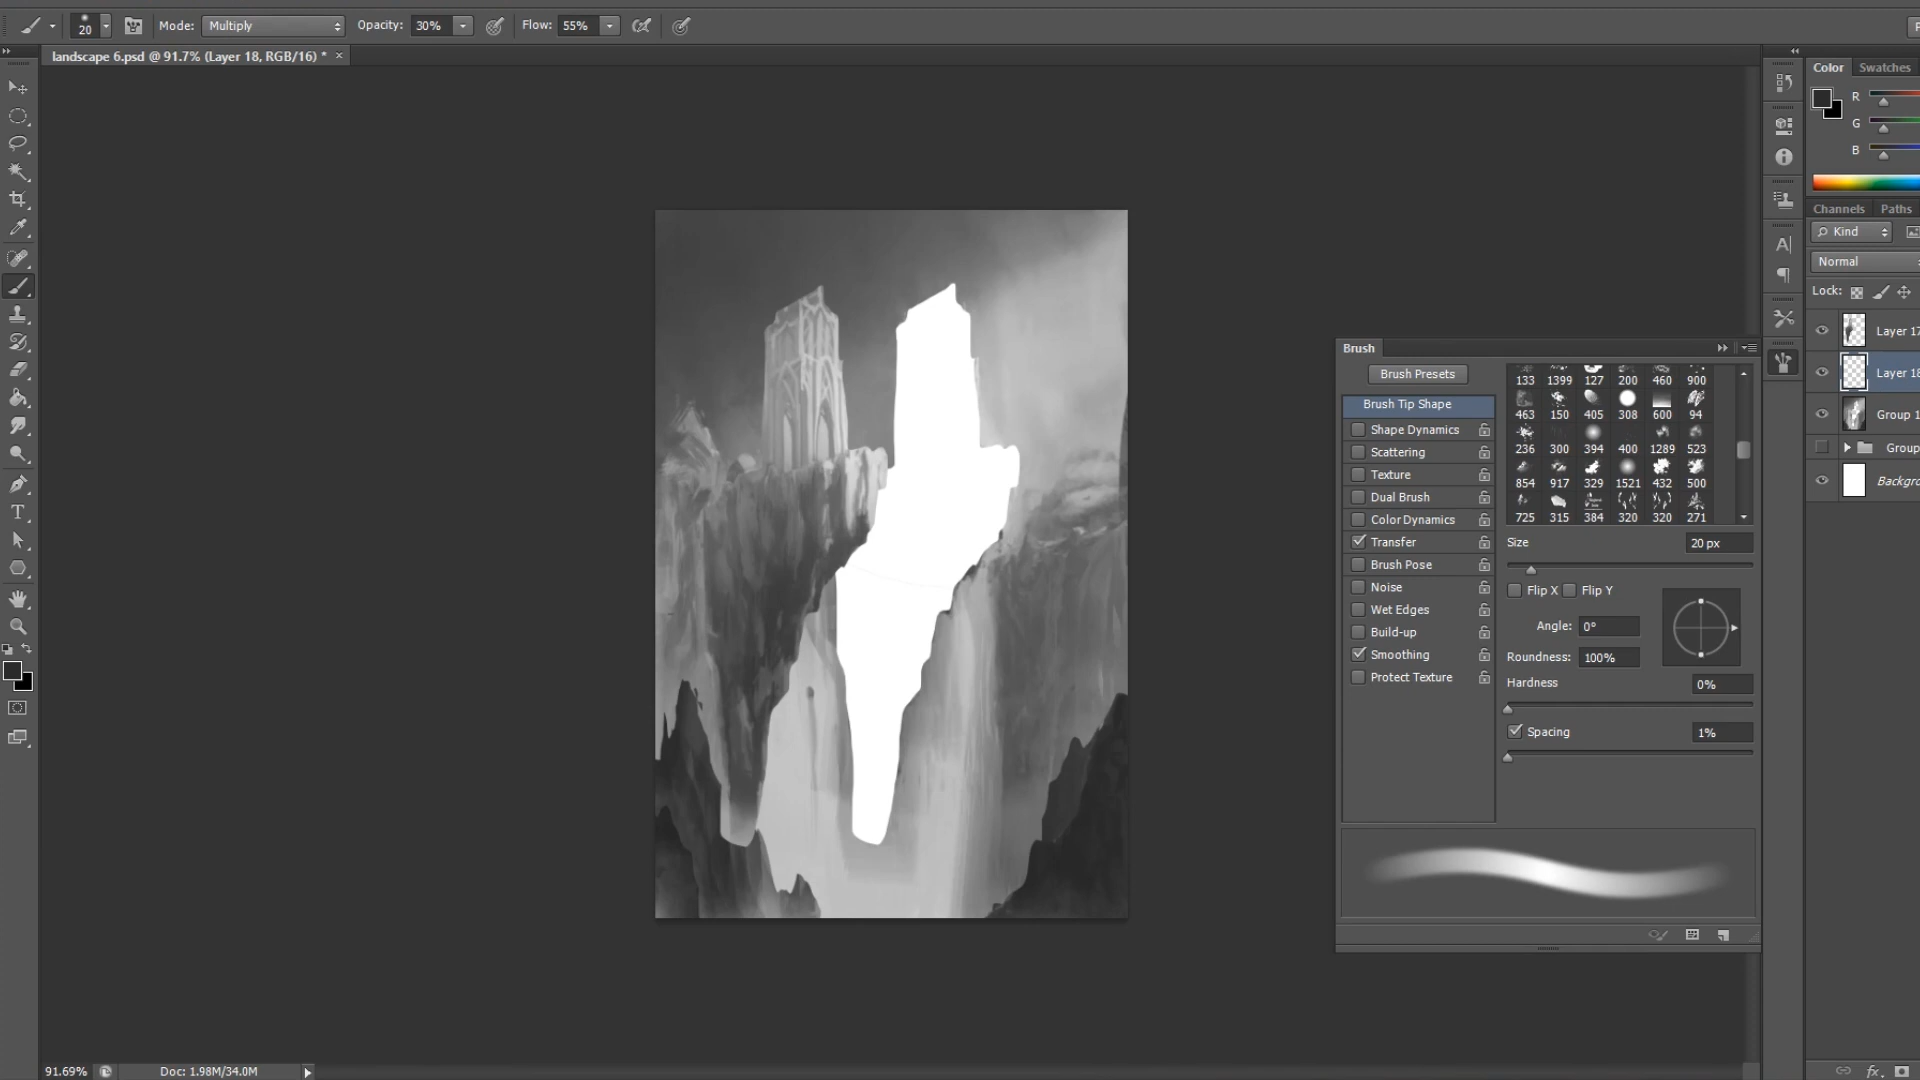 20 Mode: Multiply Opacity: 30% Flow: 55%
landscape 6.psd @ 91.7% (Layer 18, RGB/16) * ×
Color Swatches
R
G
B
Channels Paths
Kind
Normal
Lock:
Layer 17
Layer 18
Group 1
Group
Backgro
Brush
Brush Presets
Brush Tip Shape
Shape Dynamics
Scattering
Texture
Dual Brush
Color Dynamics
Transfer
Brush Pose
Noise
Wet Edges
Build-up
Smoothing
Protect Texture
133 1399 127 200 460 900
463 150 405 308 600 94
236 300 394 400 1289 523
854 917 329 1521 432 500
725 315 384 320 320 271
Size 20 px
Flip X Flip Y
Angle: 0°
Roundness: 100%
Hardness 0%
Spacing 1%
91.69% Doc: 1.98M/34.0M
fx.